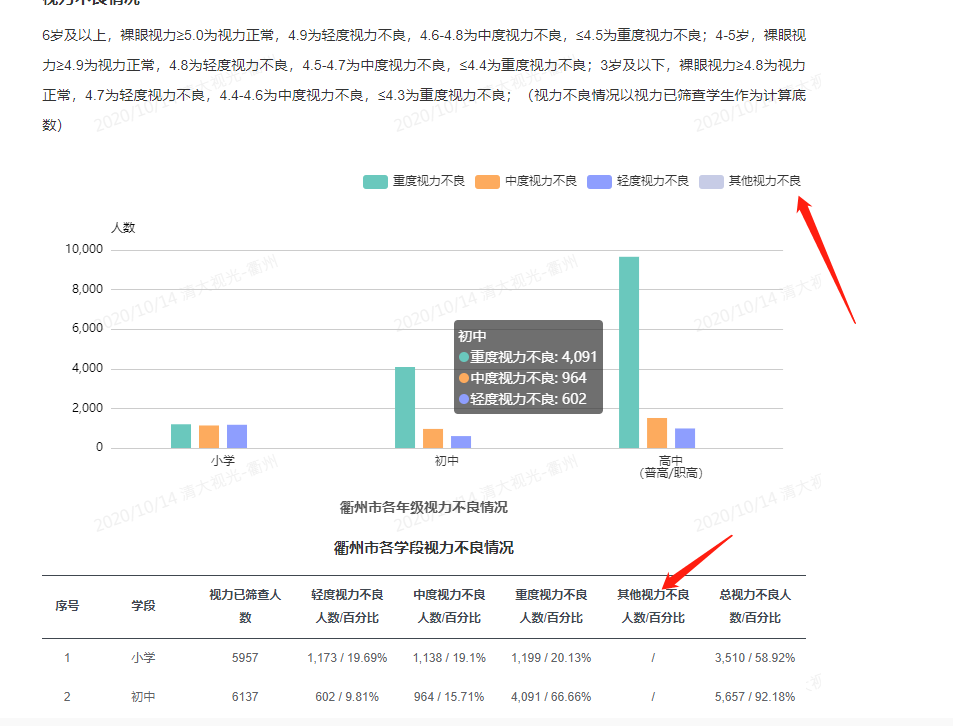 视力不良情况
6岁及以上，裸眼视力≥5.0为视力正常，4.9为轻度视力不良，4.6-4.8为中度视力不良，≤4.5为重度视力不良；4-5岁，裸眼视
力≥4.9为视力正常，4.8为轻度视力不良，4.5-4.7为中度视力不良，≤4.4为重度视力不良；3岁及以下，裸眼视力≥4.8为视力
正常，4.7为轻度视力不良，4.4-4.6为中度视力不良，≤4.3为重度视力不良；（视力不良情况以视力已筛查学生作为计算底
数）
重度视力不良 中度视力不良 轻度视力不良 其他视力不良
人数
10,000
8,000
6,000
4,000
2,000
0
初中
重度视力不良: 4,091
中度视力不良: 964
轻度视力不良: 602
小学 初中 高中
（普高/职高）
衢州市各年级视力不良情况
衢州市各学段视力不良情况
序号 学段 视力已筛查人数 轻度视力不良人数/百分比 中度视力不良人数/百分比 重度视力不良人数/百分比 其他视力不良人数/百分比 总视力不良人数/百分比
1 小学 5957 1,173 / 19.69% 1,138 / 19.1% 1,199 / 20.13% / 3,510 / 58.92%
2 初中 6137 602 / 9.81% 964 / 15.71% 4,091 / 66.66% / 5,657 / 92.18%
2020/10/14 清大视光-衢州